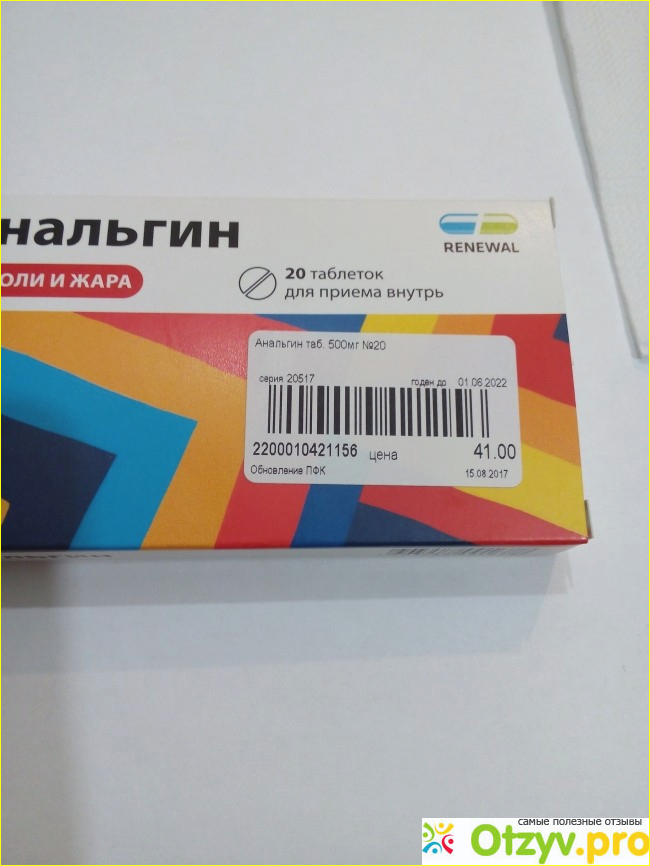 нальгин
RENEWAL
ОЛИ И ЖАРА
20 таблеток
для приема внутрь
Анальгин таб. 500мг №20
серия 20517 годен до 01.06.2022
2200010421156 цена 41.00
Обновление ПФК 15.08.2017
самые полезные отзывы
Otzyv.pro